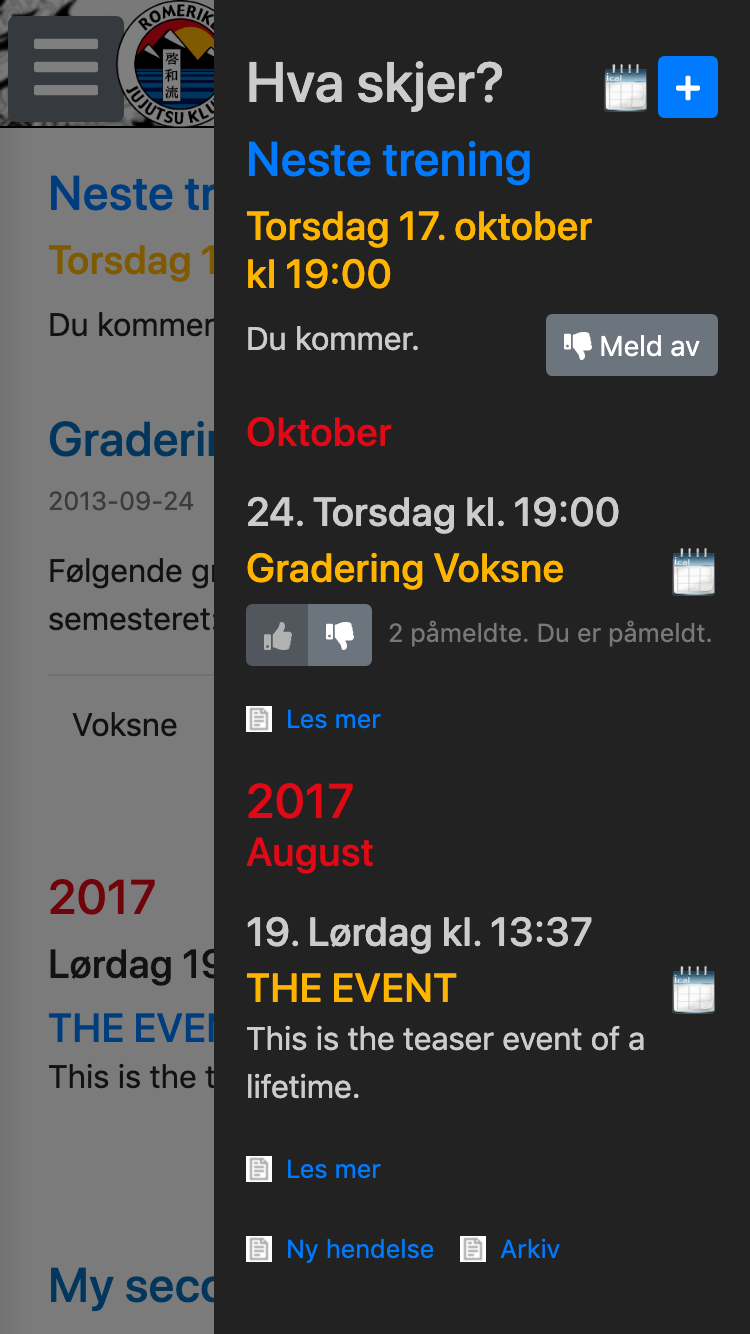 ROMERIKE
啓和流
JUJUTSU KLU
Neste tr
Torsdag 1
Du kommer
Graderi
2013-09-24
Følgende g
semesteret:
Voksne
2017
Lørdag 19
THE EVE
This is the t
My seco
Hva skjer?
ical
Neste trening
Torsdag 17. oktober
kl 19:00
Du kommer.
Meld av
Oktober
24. Torsdag kl. 19:00
Gradering Voksne
ical
2 påmeldte. Du er påmeldt.
Les mer
2017
August
19. Lørdag kl. 13:37
THE EVENT
ical
This is the teaser event of a
lifetime.
Les mer
Ny hendelse
Arkiv